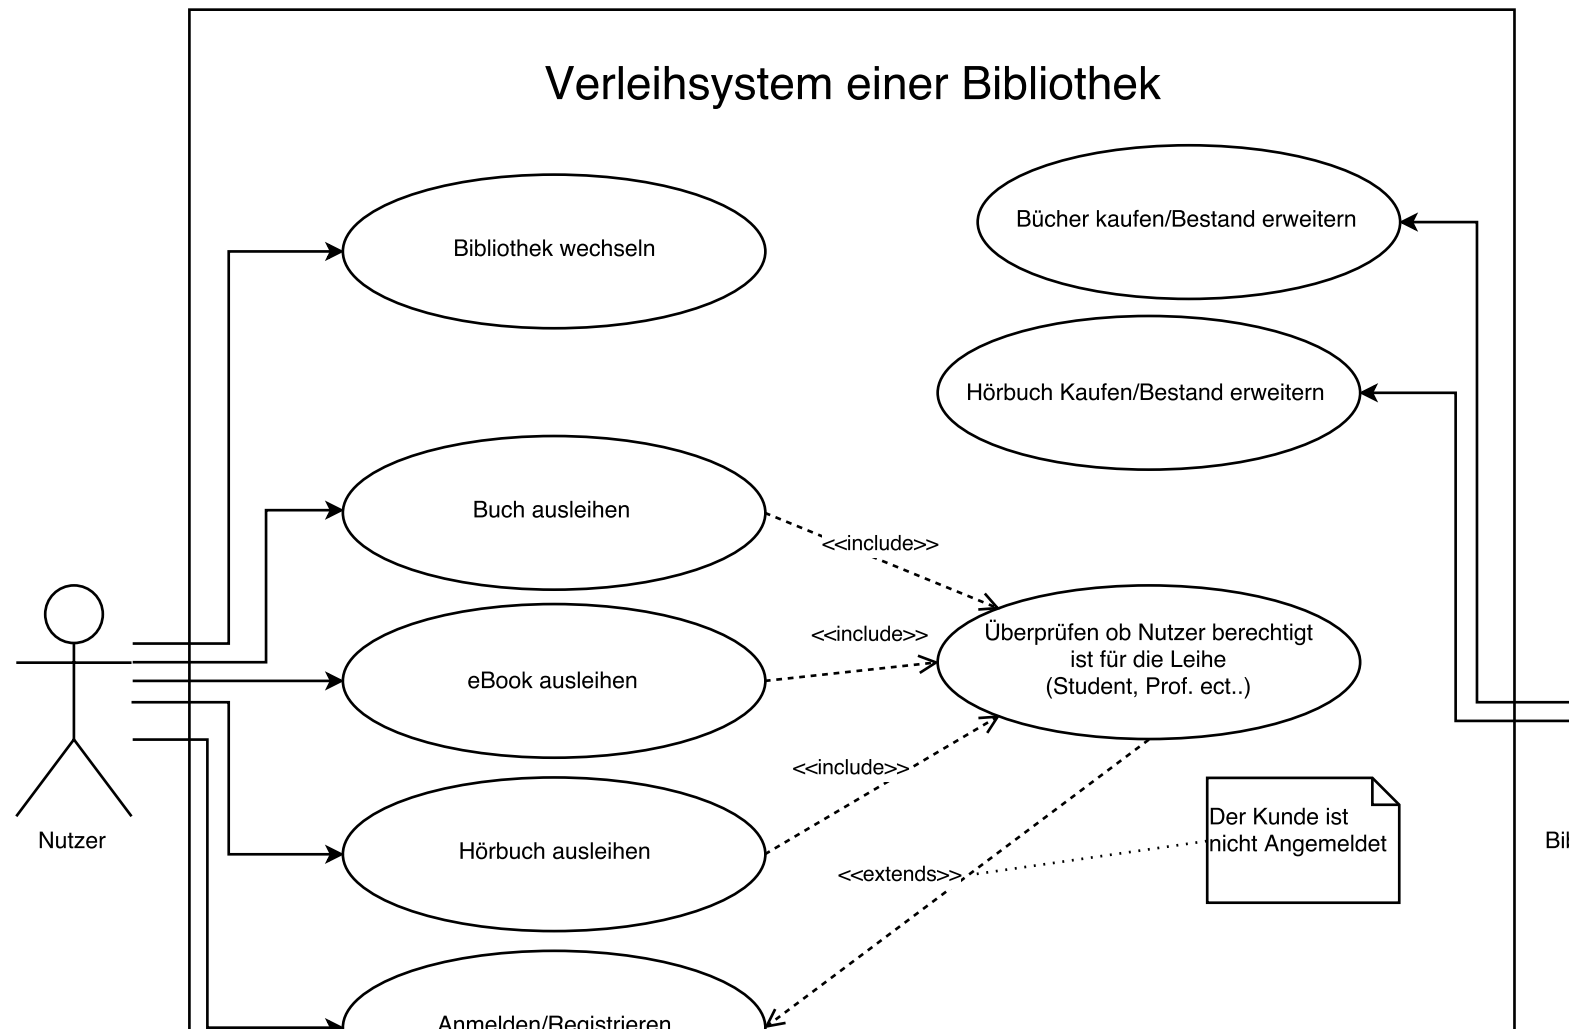 Verleihsystem einer Bibliothek
Bibliothek wechseln
Bücher kaufen/Bestand erweitern
Hörbuch Kaufen/Bestand erweitern
Buch ausleihen
<<include>>
<<include>>
Überprüfen ob Nutzer berechtigt
ist für die Leihe
(Student, Prof. ect..)
eBook ausleihen
<<include>>
Der Kunde ist
nicht Angemeldet
Nutzer
Hörbuch ausleihen
<<extends>>
Anmelden/Registrieren